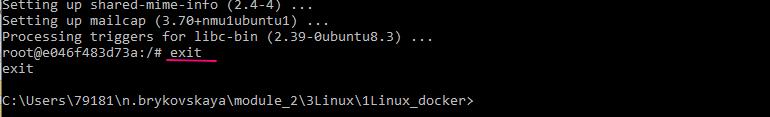 Setting up shared-mime-info (2.4-4) ...
Setting up mailcap (3.70+nmu1ubuntu1) ...
Processing triggers for libc-bin (2.39-0ubuntu8.3) ...
root@e046f483d73a:/# exit
exit
C:\Users\79181\n.brykovskaya\module_2\3Linux\1Linux_docker>